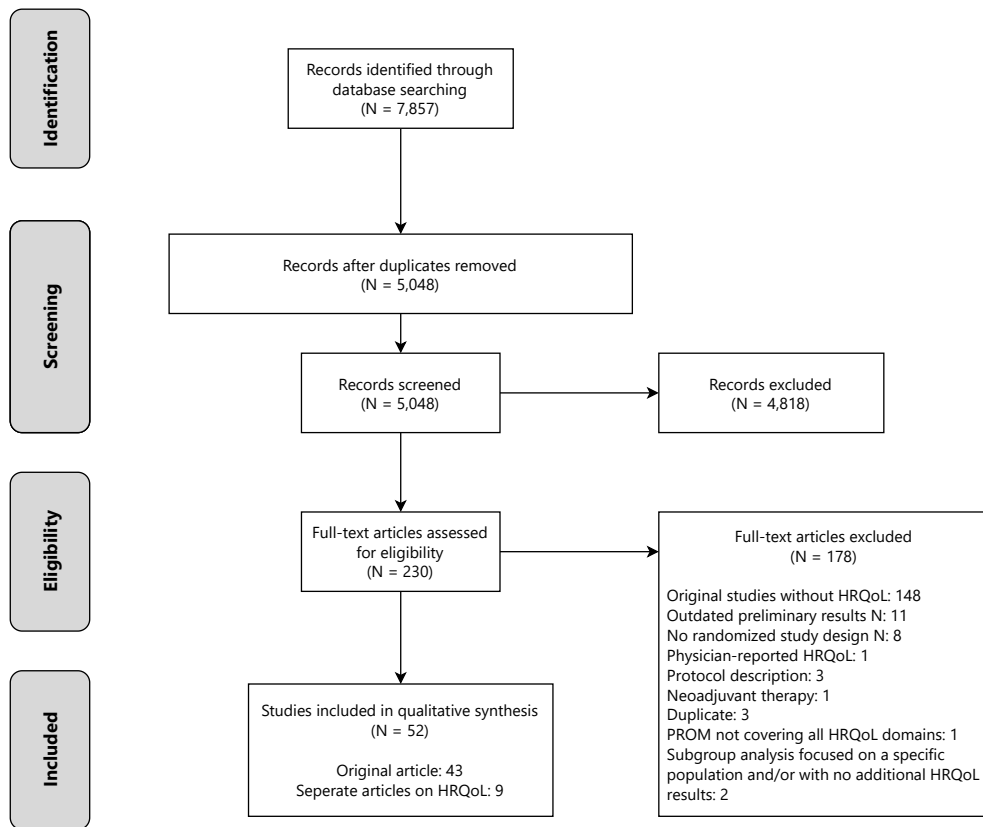 Identification
Records identified through
database searching
(N = 7,857)
Screening
Records after duplicates removed
(N = 5,048)
Records screened
(N = 5,048)
Records excluded
(N = 4,818)
Eligibility
Full-text articles assessed
for eligibility
(N = 230)
Full-text articles excluded
(N = 178)
Original studies without HRQoL: 148
Outdated preliminary results N: 11
No randomized study design N: 8
Physician-reported HRQoL: 1
Protocol description: 3
Neoadjuvant therapy: 1
Duplicate: 3
PROM not covering all HRQoL domains: 1
Subgroup analysis focused on a specific
population and/or with no additional HRQoL
results: 2
Included
Studies included in qualitative synthesis
(N = 52)
Original article: 43
Seperate articles on HRQoL: 9